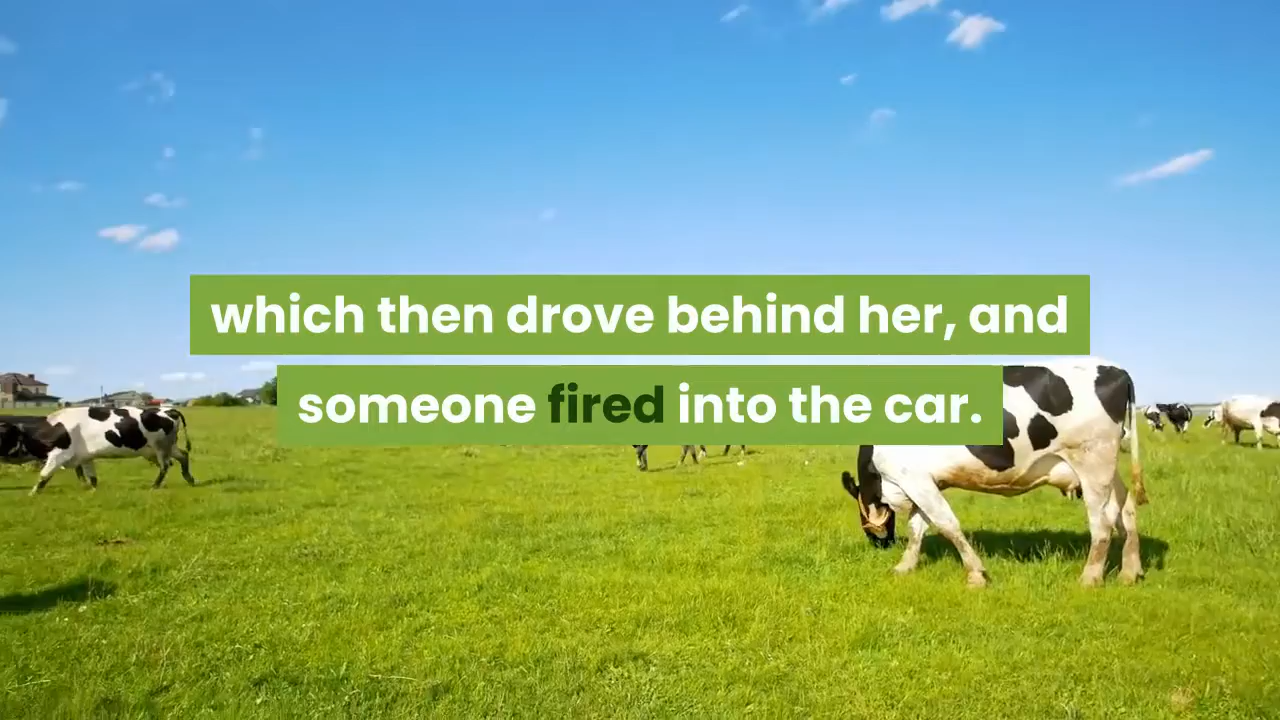 which then drove behind her, and
someone fired into the car.